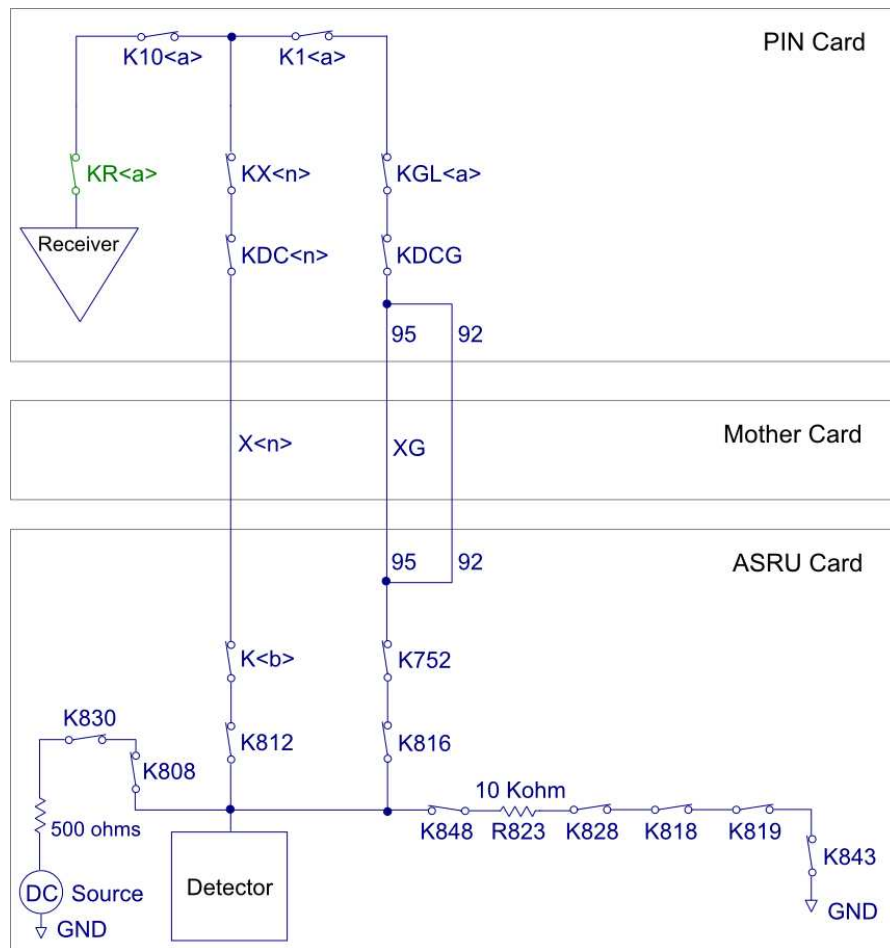 PIN Card
K10<a>
K1<a>
KR<a>
KX<n>
KGL<a>
Receiver
KDC<n>
KDCG
95
92
Mother Card
X<n>
XG
95
92
ASRU Card
K<b>
K752
K830
K812
K816
K808
10 Kohm
500 ohms
K848
R823
K828
K818
K819
K843
DC
Source
Detector
GND
GND